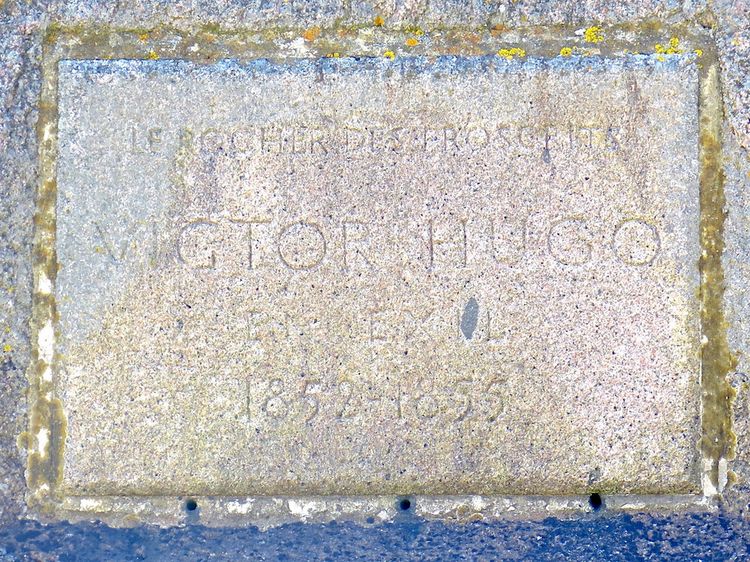 LE ROCHER DES PROSCRITS
VICTOR HUGO
EN EXIL
1852-1855